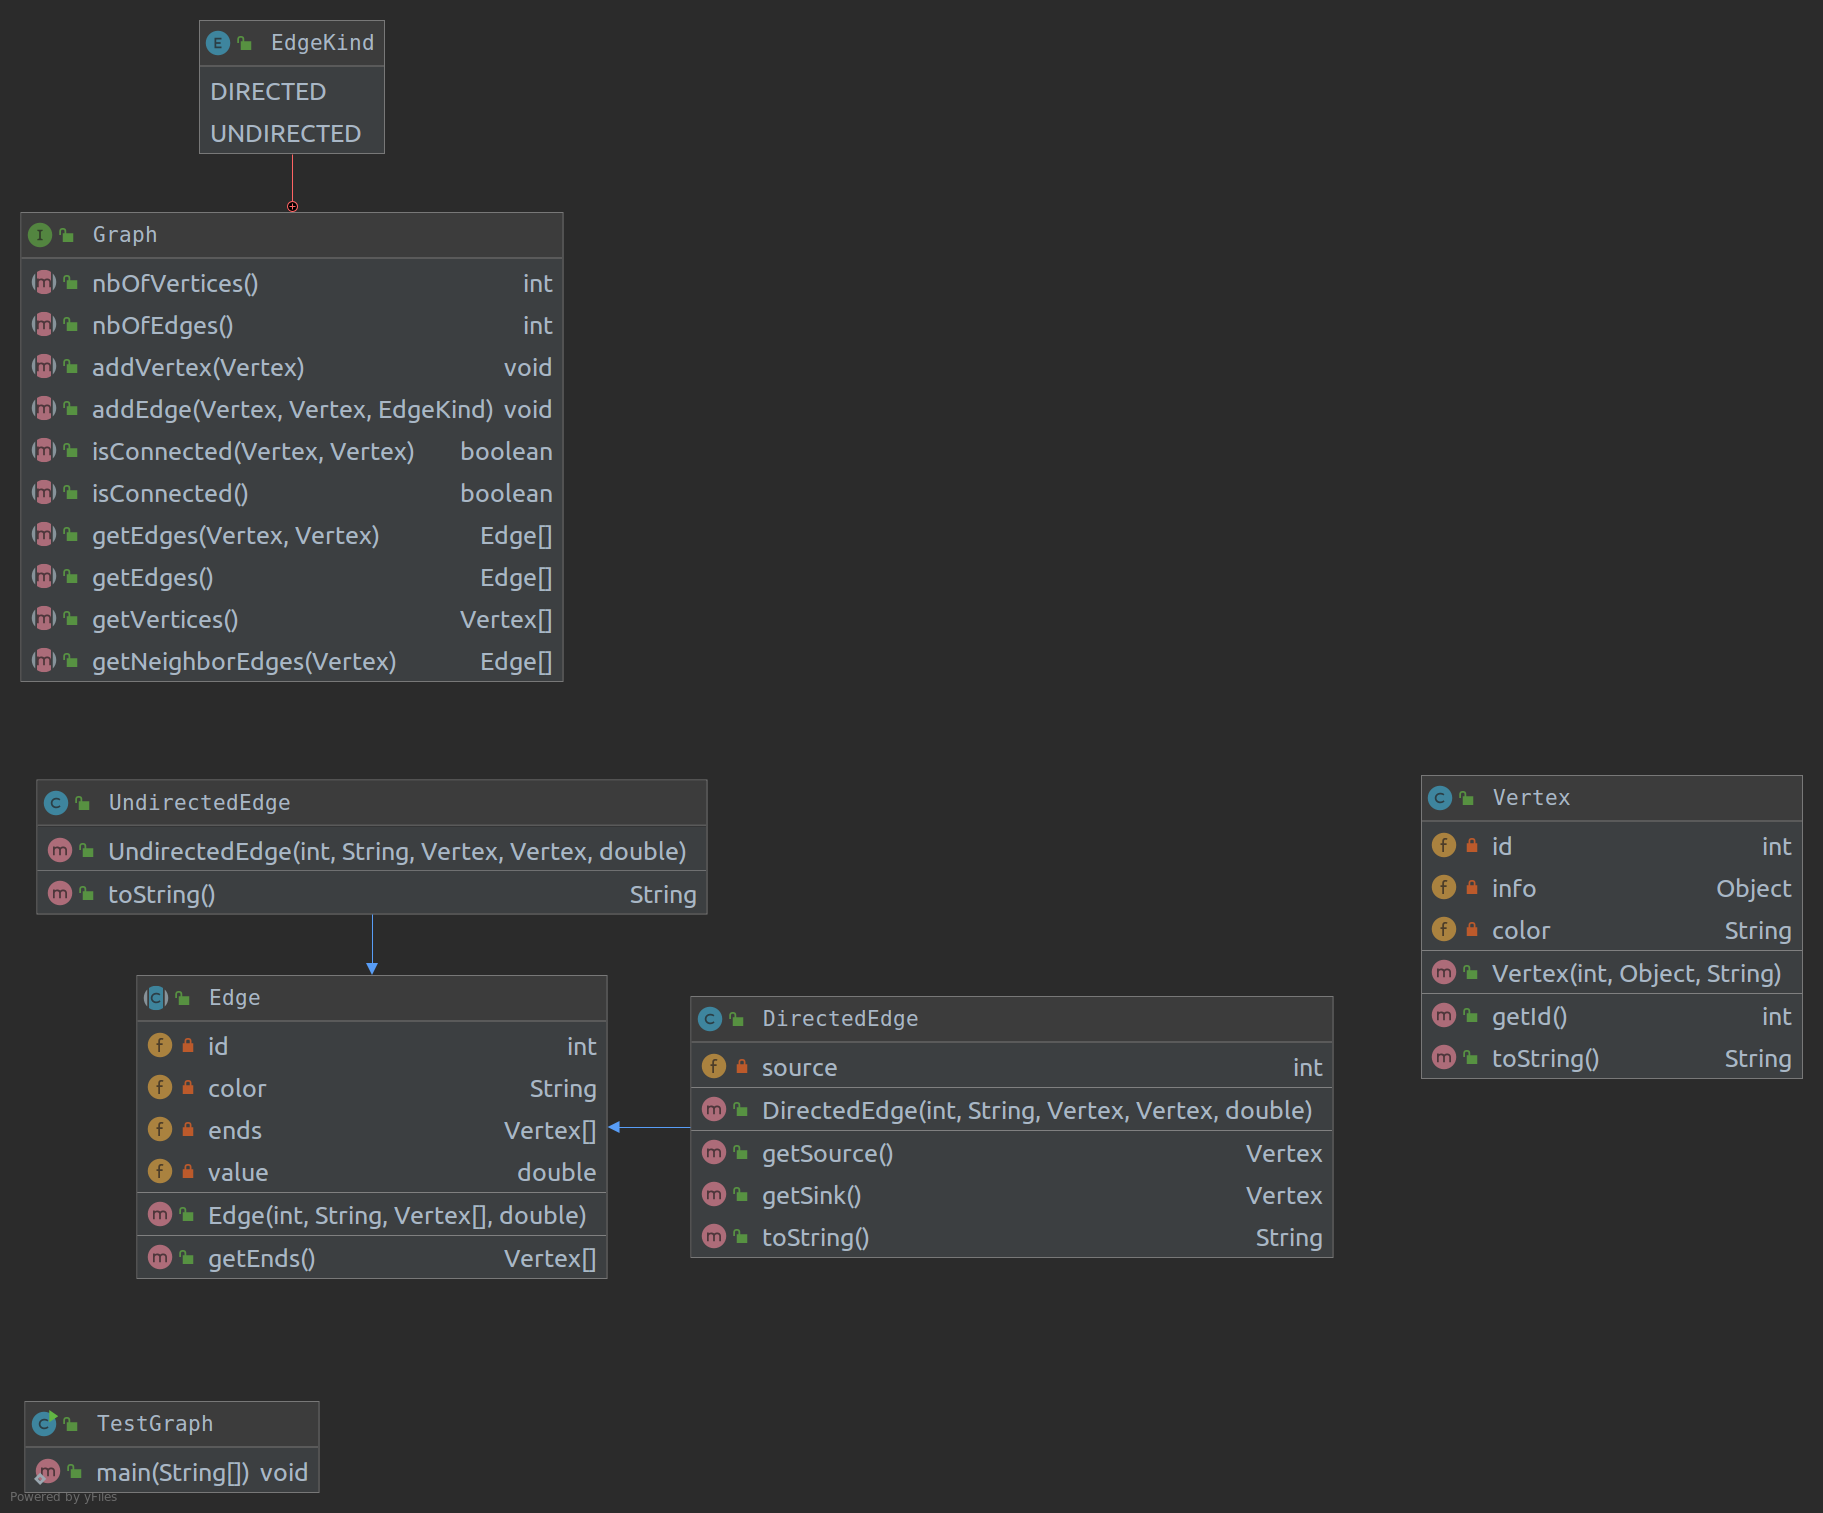 EdgeKind
DIRECTED
UNDIRECTED
Graph
nbOfVertices() int
nbOfEdges() int
addVertex(Vertex) void
addEdge(Vertex, Vertex, EdgeKind) void
isConnected(Vertex, Vertex) boolean
isConnected() boolean
getEdges(Vertex, Vertex) Edge[]
getEdges() Edge[]
getVertices() Vertex[]
getNeighborEdges(Vertex) Edge[]
UndirectedEdge
UndirectedEdge(int, String, Vertex, Vertex, double)
toString() String
Edge
id int
color String
ends Vertex[]
value double
Edge(int, String, Vertex[], double)
getEnds() Vertex[]
DirectedEdge
source int
DirectedEdge(int, String, Vertex, Vertex, double)
getSource() Vertex
getSink() Vertex
toString() String
Vertex
id int
info Object
color String
Vertex(int, Object, String)
getId() int
toString() String
TestGraph
main(String[]) void
Powered by yFiles